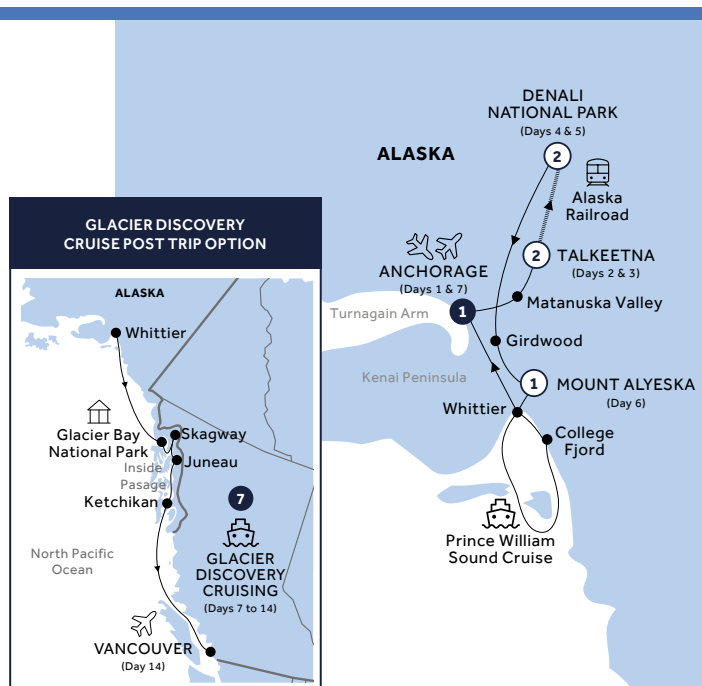 DENALI
NATIONAL PARK
(Days 4 & 5)
ALASKA
2
Alaska
Railroad
2
TALKEETNA
(Days 2 & 3)
ANCHORAGE
(Days 1 & 7)
Matanuska Valley
Turnagain Arm
1
Girdwood
Kenai Peninsula
1
MOUNT ALYESKA
(Day 6)
Whittier
College
Fjord
Prince William
Sound Cruise
GLACIER DISCOVERY
CRUISE POST TRIP OPTION
ALASKA
Whittier
Glacier Bay
National Park
Skagway
Inside
Pasage
Juneau
Ketchikan
7
GLACIER
DISCOVERY
CRUISING
(Days 7 to 14)
North Pacific
Ocean
VANCOUVER
(Day 14)